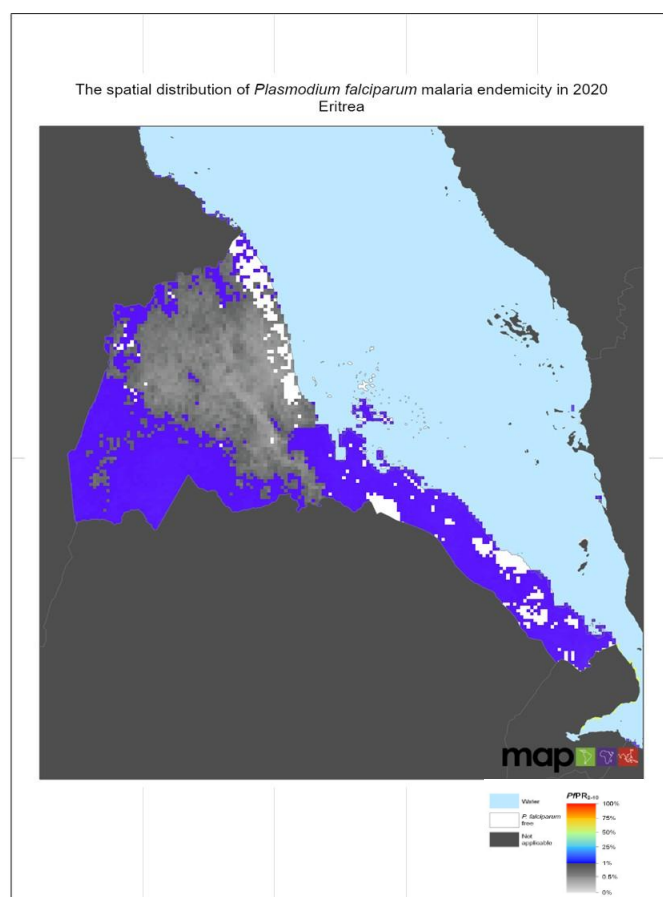 The spatial distribution of Plasmodium falciparum malaria endemicity in 2020
Eritrea
map
Water
P. falciparum
free
Not
applicable
PfPR2-10
100%
75%
50%
25%
1%
0.5%
0%